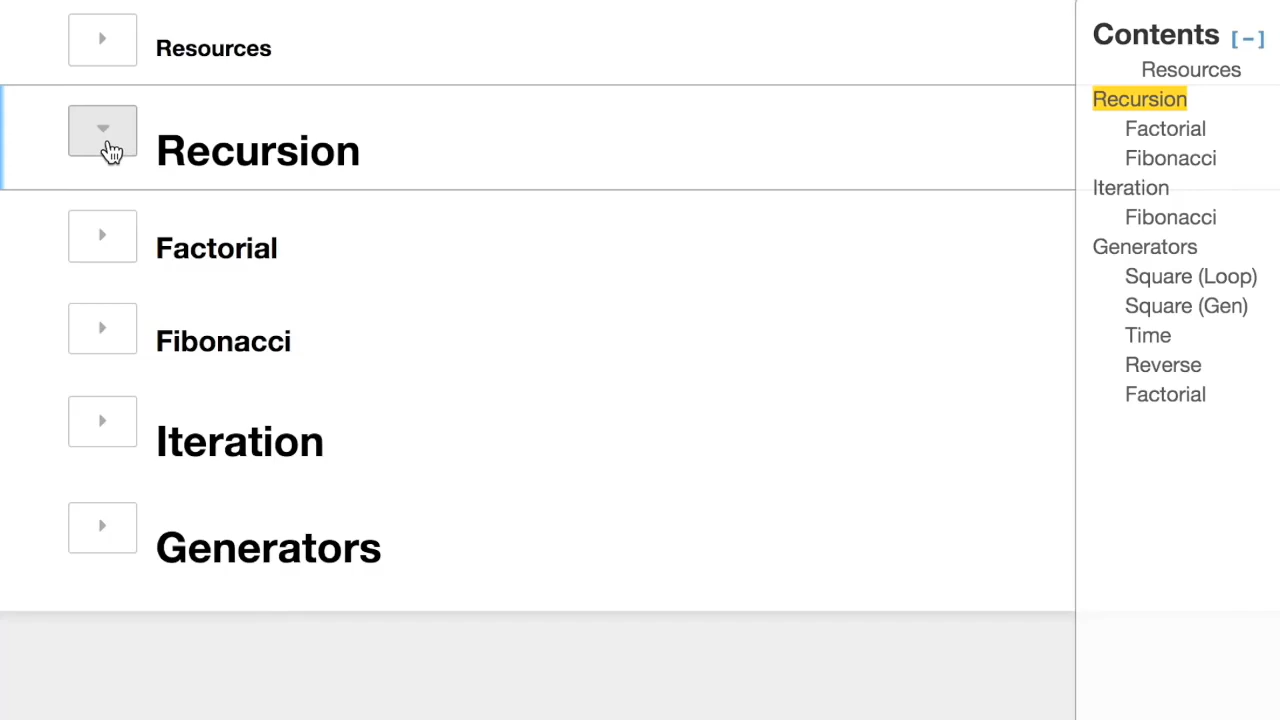 Resources
Recursion
Factorial
Fibonacci
Iteration
Generators
Contents [-]
Resources
Recursion
Factorial
Fibonacci
Iteration
Fibonacci
Generators
Square (Loop)
Square (Gen)
Time
Reverse
Factorial